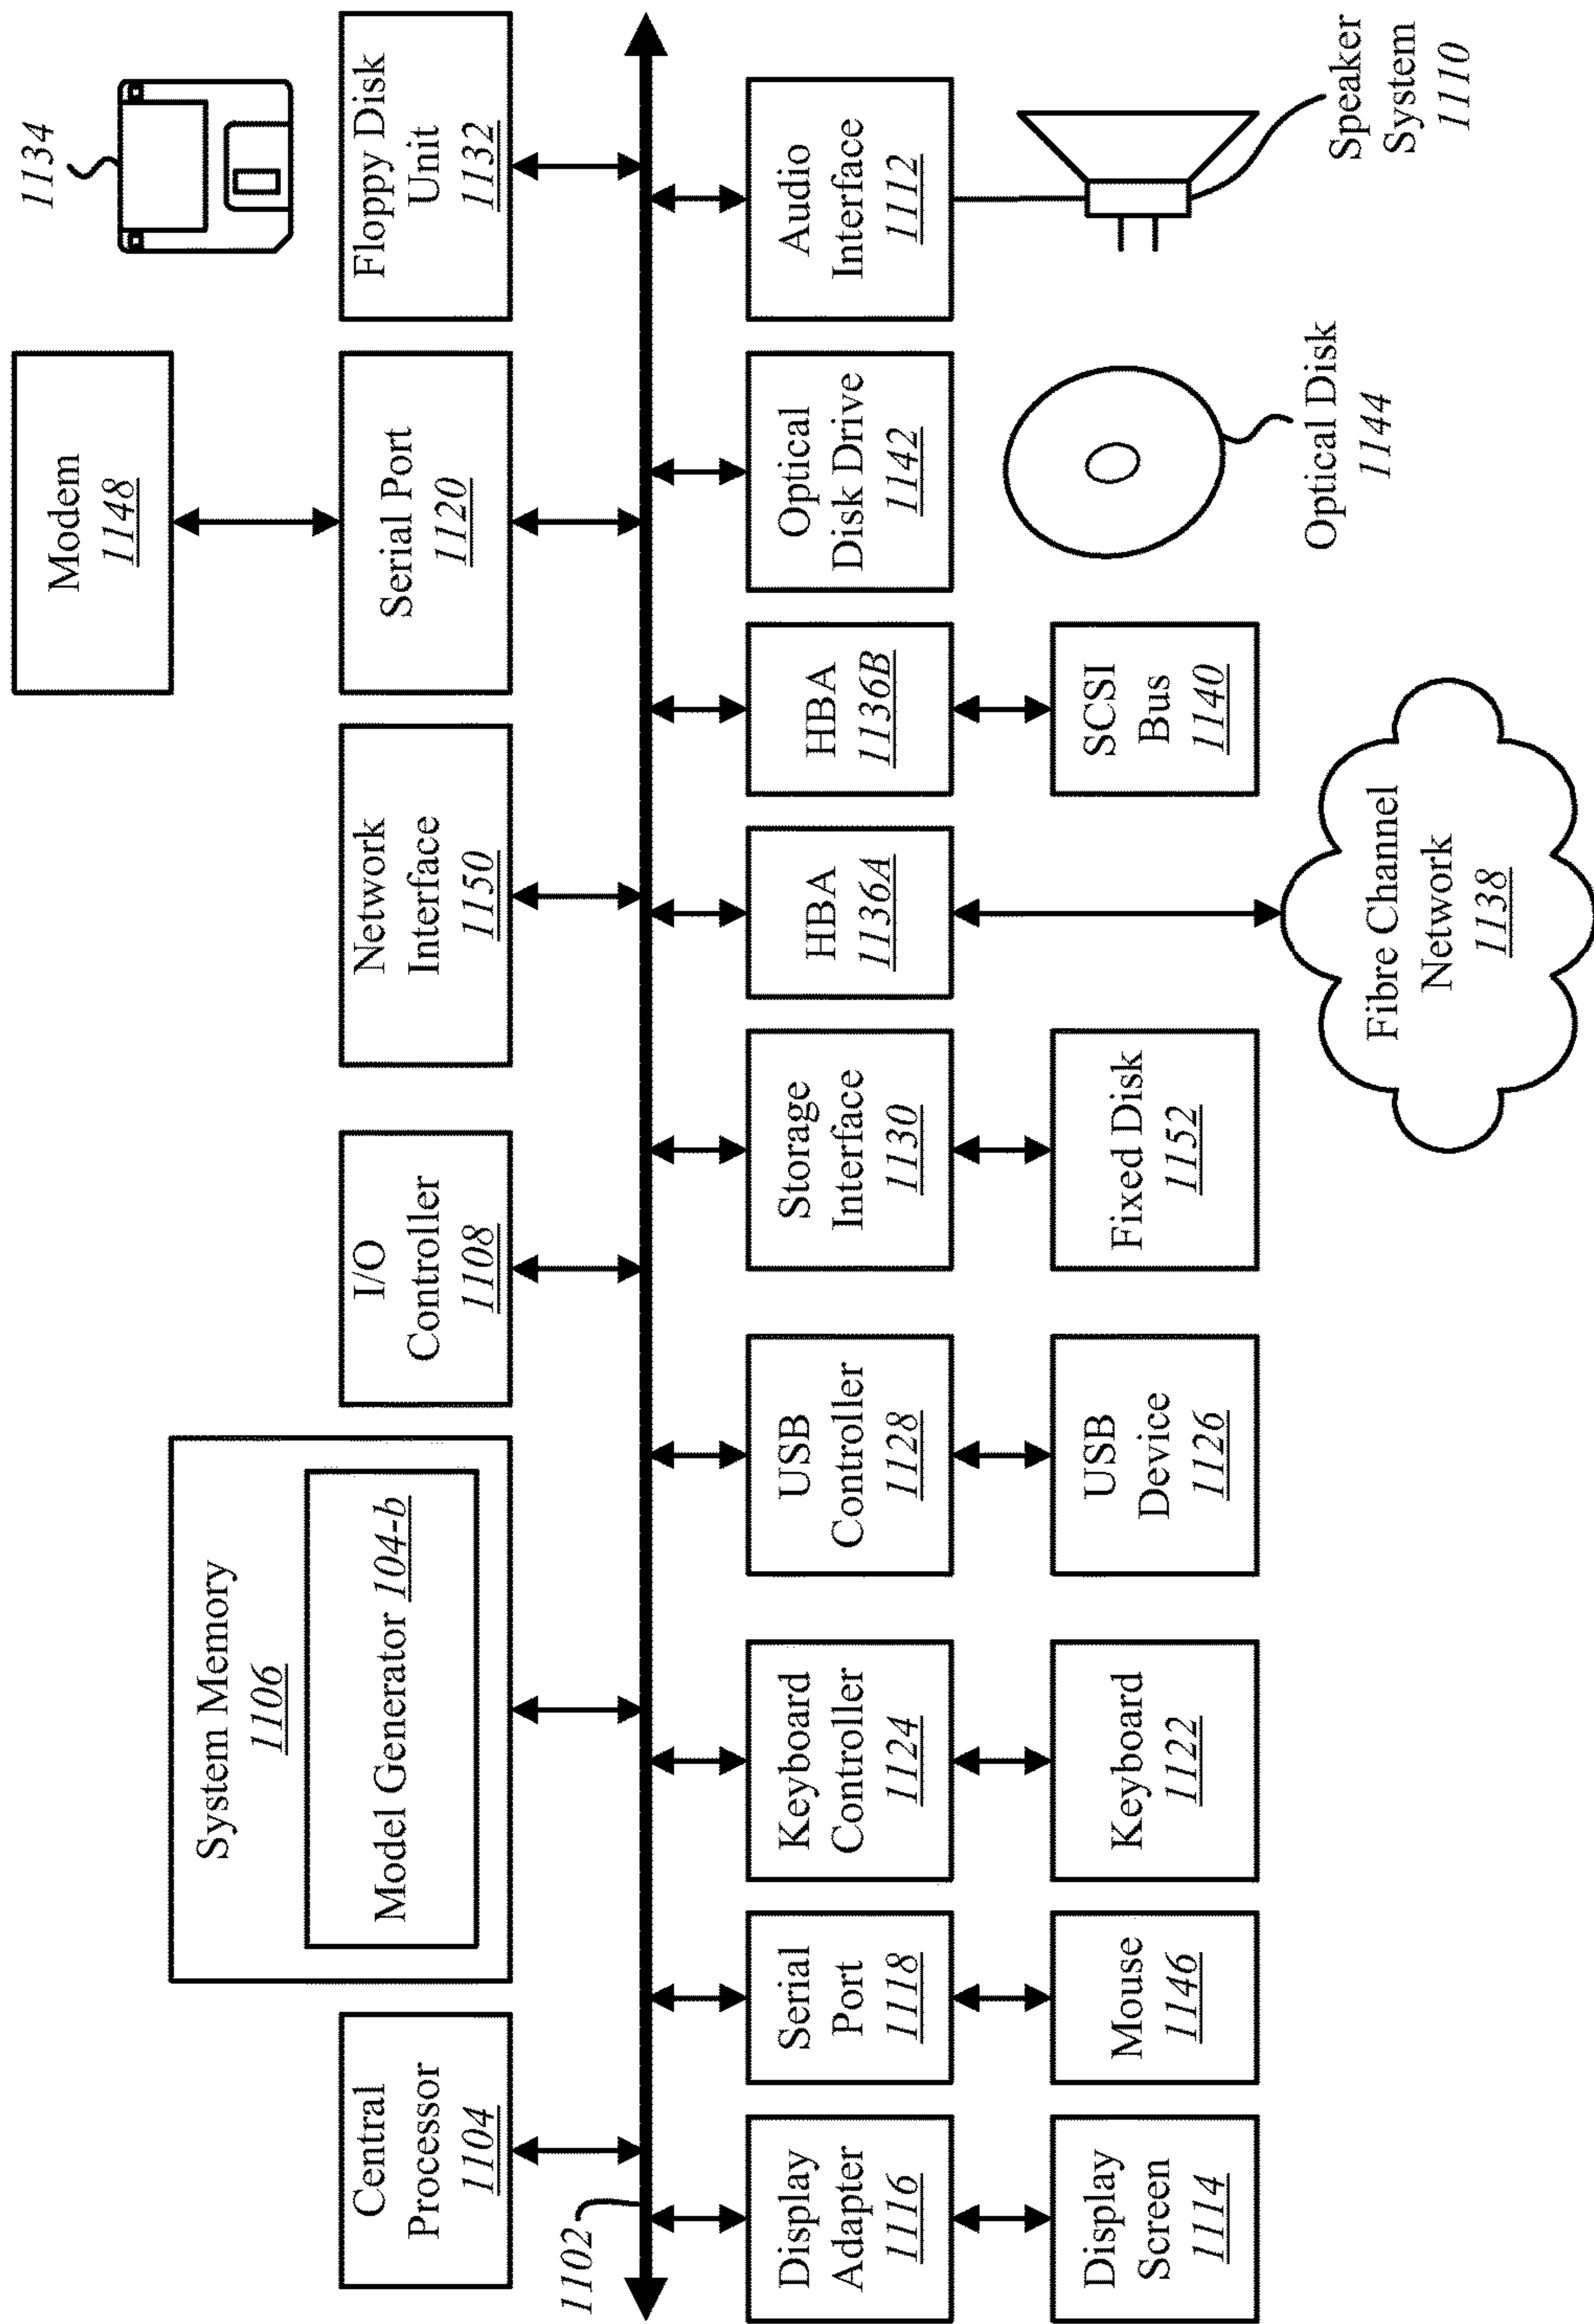 1134
Modem
1148
System Memory
1106
Model Generator 104-b
Central
Processor
1104
I/O
Controller
1108
Network
Interface
1150
Serial Port
1120
Floppy Disk
Unit
1132
1102
Display
Adapter
1116
Serial
Port
1118
Keyboard
Controller
1124
USB
Controller
1128
Storage
Interface
1130
HBA
1136A
HBA
1136B
Optical
Disk Drive
1142
Audio
Interface
1112
Display
Screen
1114
Mouse
1146
Keyboard
1122
USB
Device
1126
Fixed Disk
1152
SCSI
Bus
1140
Optical Disk
1144
Speaker
System
1110
Fibre Channel
Network
1138